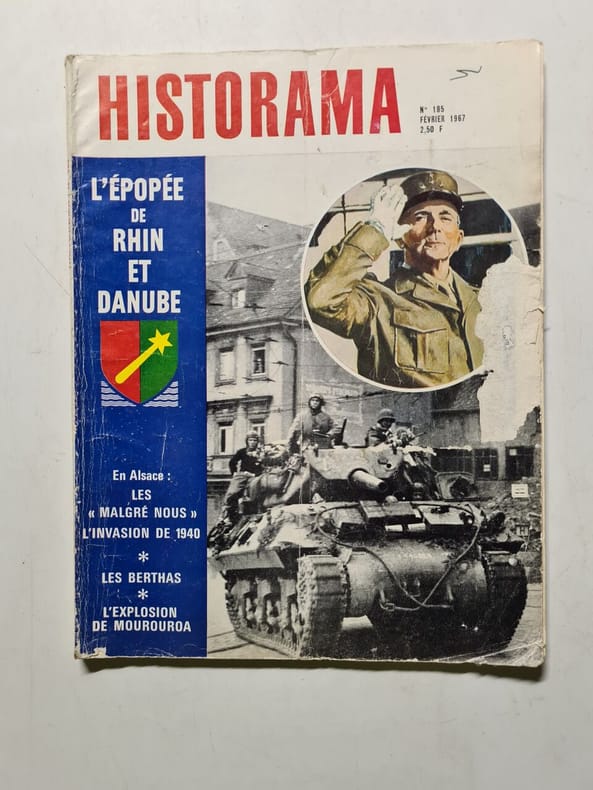 HISTORAMA
N° 185
FÉVRIER 1967
2,50 F
L'ÉPOPÉE
DE
RHIN
ET
DANUBE
En Alsace :
LES
« MALGRÉ NOUS »
L'INVASION DE 1940
*
LES BERTHAS
*
L'EXPLOSION
DE MOUROUROA